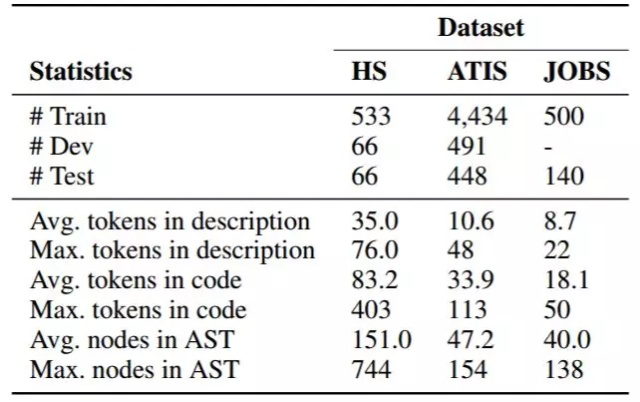 Dataset
Statistics HS ATIS JOBS
# Train 533 4,434 500
# Dev 66 491 -
# Test 66 448 140
Avg. tokens in description 35.0 10.6 8.7
Max. tokens in description 76.0 48 22
Avg. tokens in code 83.2 33.9 18.1
Max. tokens in code 403 113 50
Avg. nodes in AST 151.0 47.2 40.0
Max. nodes in AST 744 154 138